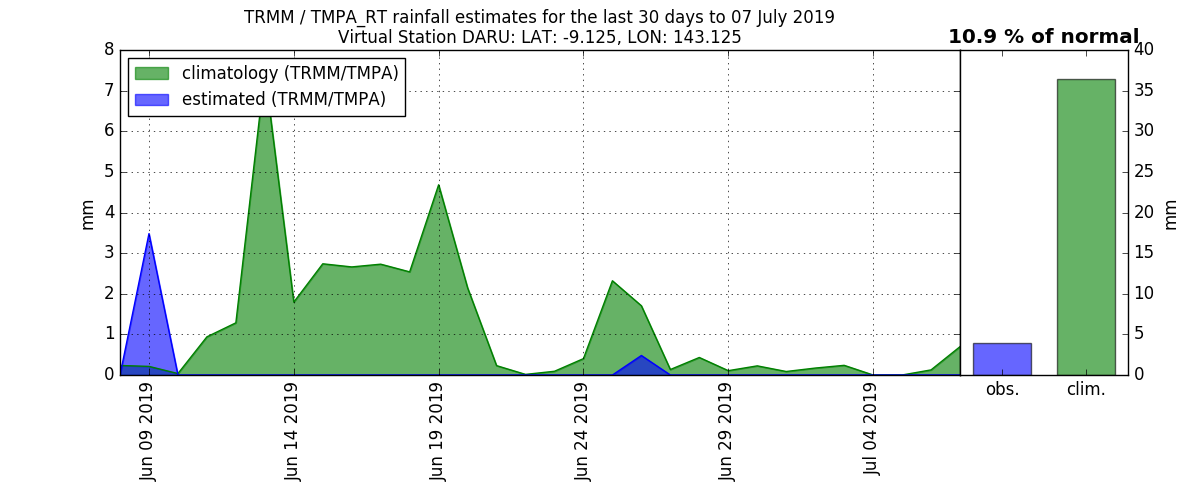 TRMM / TMPA_RT rainfall estimates for the last 30 days to 07 July 2019
Virtual Station DARU: LAT: -9.125, LON: 143.125
10.9 % of normal
climatology (TRMM/TMPA)
estimated (TRMM/TMPA)
8
7
6
5
4
3
2
1
0
mm
Jun 09 2019
Jun 14 2019
Jun 19 2019
Jun 24 2019
Jun 29 2019
Jul 04 2019
40
35
30
25
20
15
10
5
0
mm
obs.
clim.